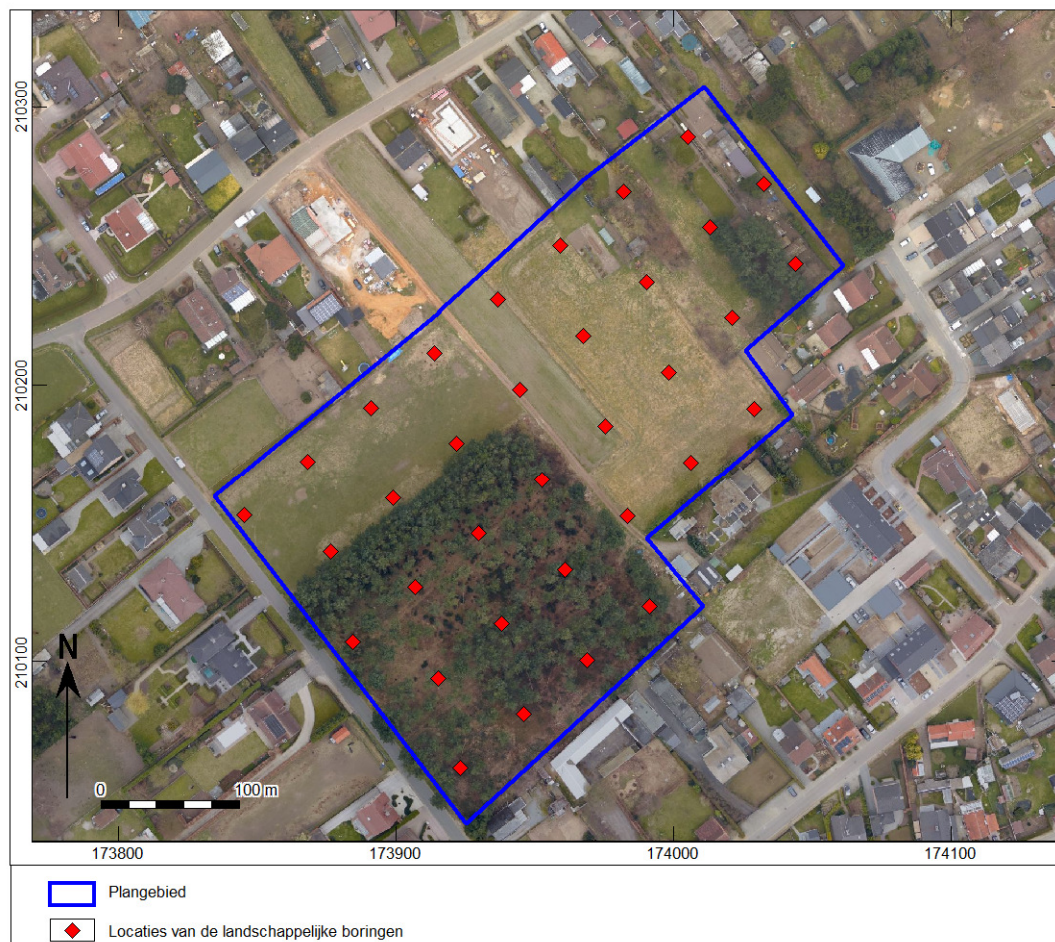 210300
210200
210100
N
0 100 m
173800 173900 174000 174100
Plangebied
Locaties van de landschappelijke boringen